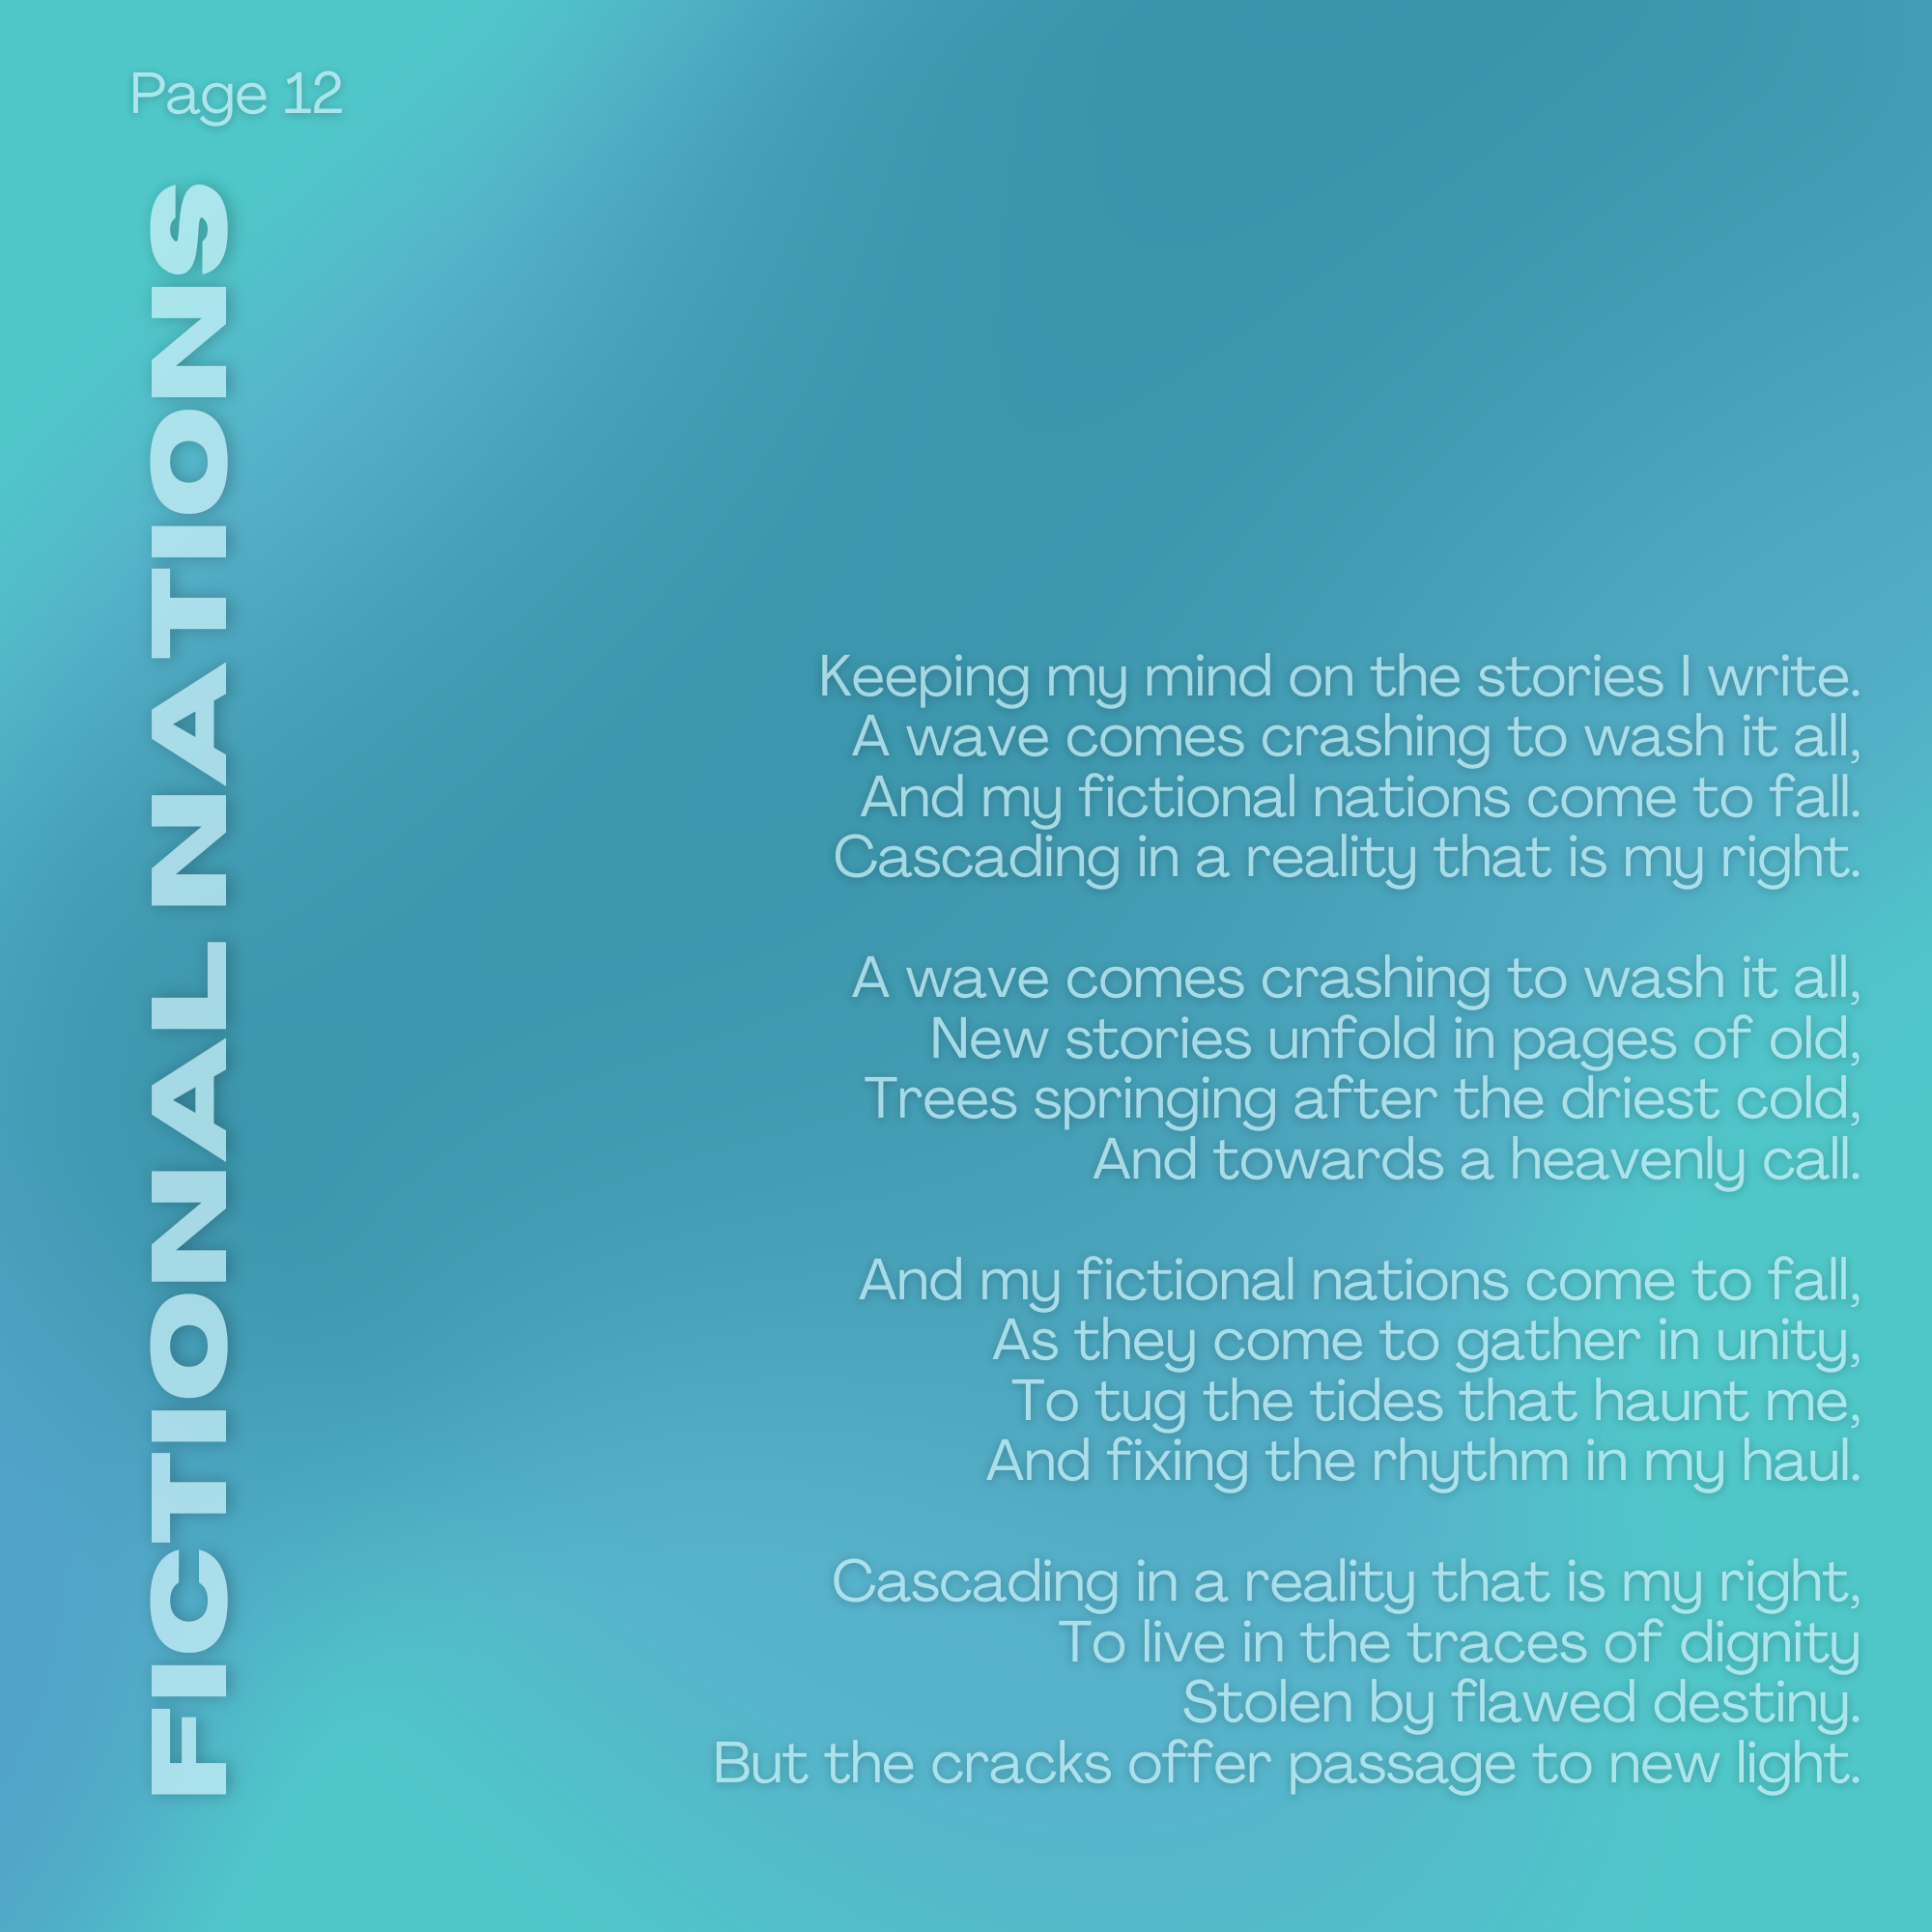 Page 12
FICTIONAL NATIONS
Keeping my mind on the stories I write.
A wave comes crashing to wash it all,
And my fictional nations come to fall.
Cascading in a reality that is my right.
A wave comes crashing to wash it all,
New stories unfold in pages of old,
Trees springing after the driest cold,
And towards a heavenly call.
And my fictional nations come to fall,
As they come to gather in unity,
To tug the tides that haunt me,
And fixing the rhythm in my haul.
Cascading in a reality that is my right,
To live in the traces of dignity
Stolen by flawed destiny.
But the cracks offer passage to new light.